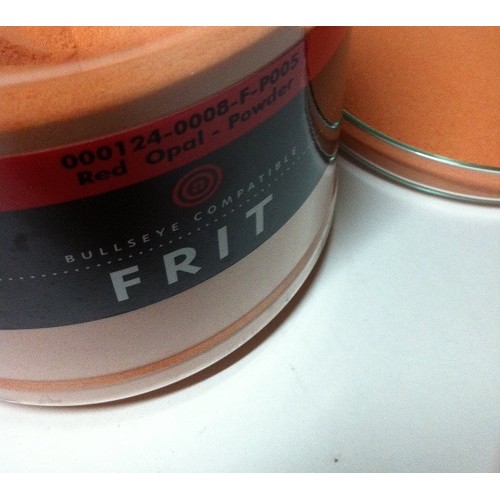 000124-0008-F-P005
Red Opal - Powder
BULLSEYE COMPATIBLE
FRIT